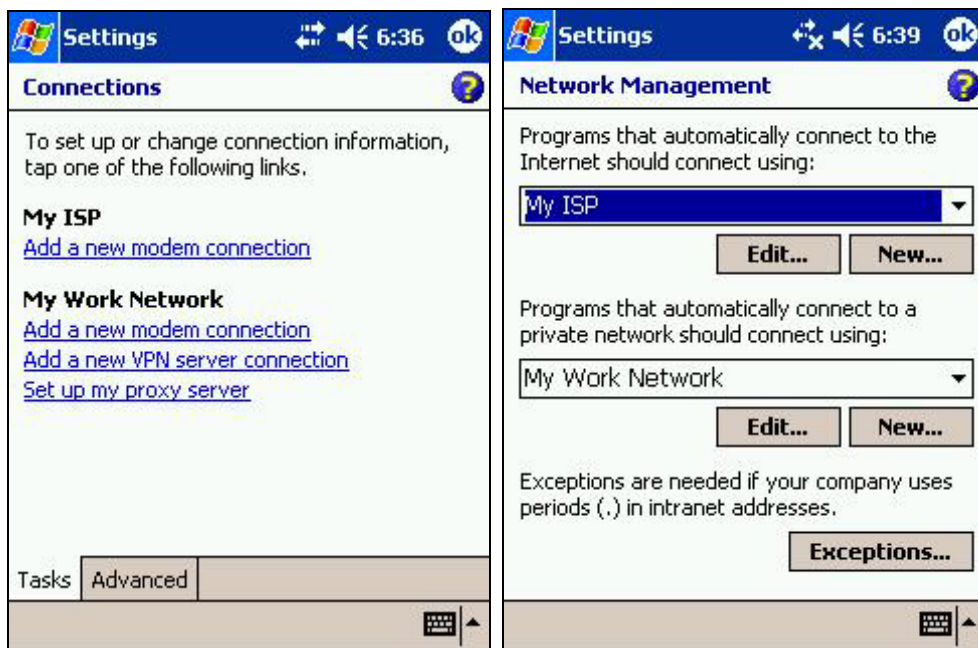 Settings 6:36 ok
Connections
To set up or change connection information,
tap one of the following links.
My ISP
Add a new modem connection
My Work Network
Add a new modem connection
Add a new VPN server connection
Set up my proxy server
Tasks Advanced
Settings 6:39 ok
Network Management
Programs that automatically connect to the
Internet should connect using:
My ISP
Edit... New...
Programs that automatically connect to a
private network should connect using:
My Work Network
Edit... New...
Exceptions are needed if your company uses
periods (.) in intranet addresses.
Exceptions...